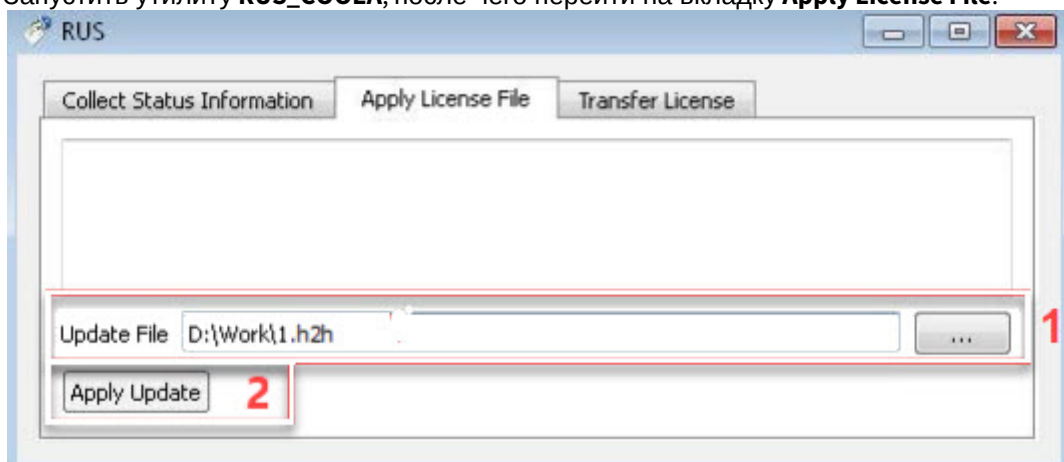 Запустить утилиту RUS_COOEA, после чего перейти на вкладку Apply License File.
RUS
Collect Status Information Apply License File Transfer License
Update File D:\Work\1.h2h ... 1
Apply Update 2